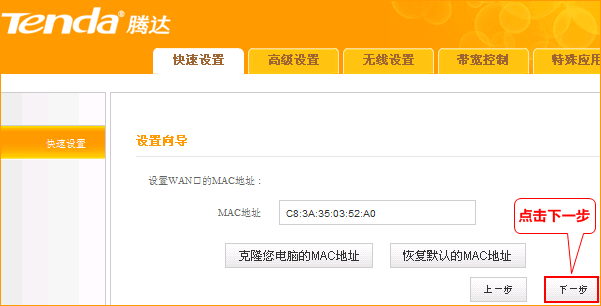 Tenda® 腾达
快速设置 高级设置 无线设置 带宽控制 特殊应用
快速设置
设置向导
设置WAN口的MAC地址：
MAC地址 C8:3A:35:03:52:A0
点击下一步
克隆您电脑的MAC地址 恢复默认的MAC地址
上一步 下一步